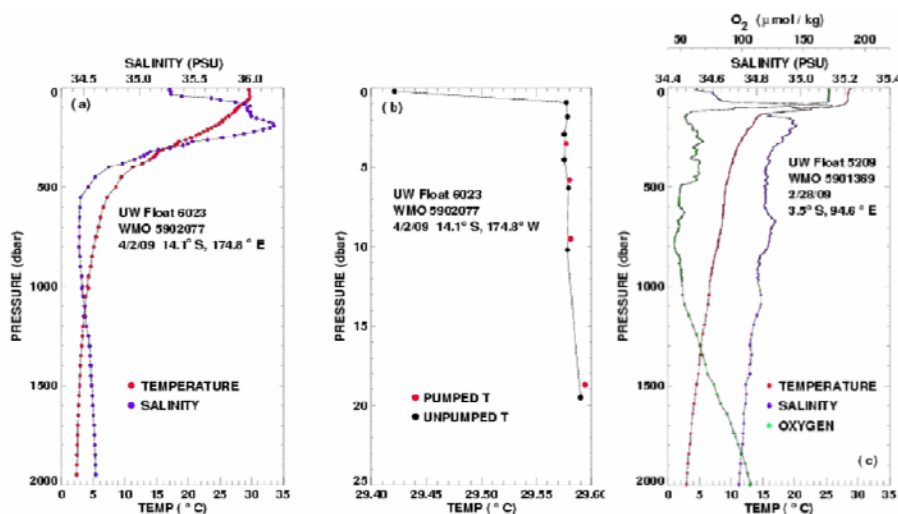 SALINITY (PSU)
34.5 35.0 35.5 36.0
(a)
0
500
1000
1500
2000
PRESSURE (dbar)
UW Float 6023
WMO 5902077
4/2/09 14.1° S, 174.8° E
TEMPERATURE
SALINITY
0 5 10 15 20 25 30 35
TEMP (° C)
(b)
0
5
10
15
20
25
PRESSURE (dbar)
UW Float 6023
WMO 5902077
4/2/09 14.1° S, 174.8° W
PUMPED T
UNPUMPED T
29.40 29.45 29.50 29.55 29.60
TEMP (° C)
O2 (μmol / kg)
50 100 150 200
SALINITY (PSU)
34.4 34.6 34.8 35.0 35.2 35.4
0
500
1000
1500
2000
PRESSURE (dbar)
UW Float 5209
WMO 5901369
2/28/09
3.5° S, 94.6° E
TEMPERATURE
SALINITY
OXYGEN
(c)
0 5 10 15 20 25 30 35
TEMP (° C)